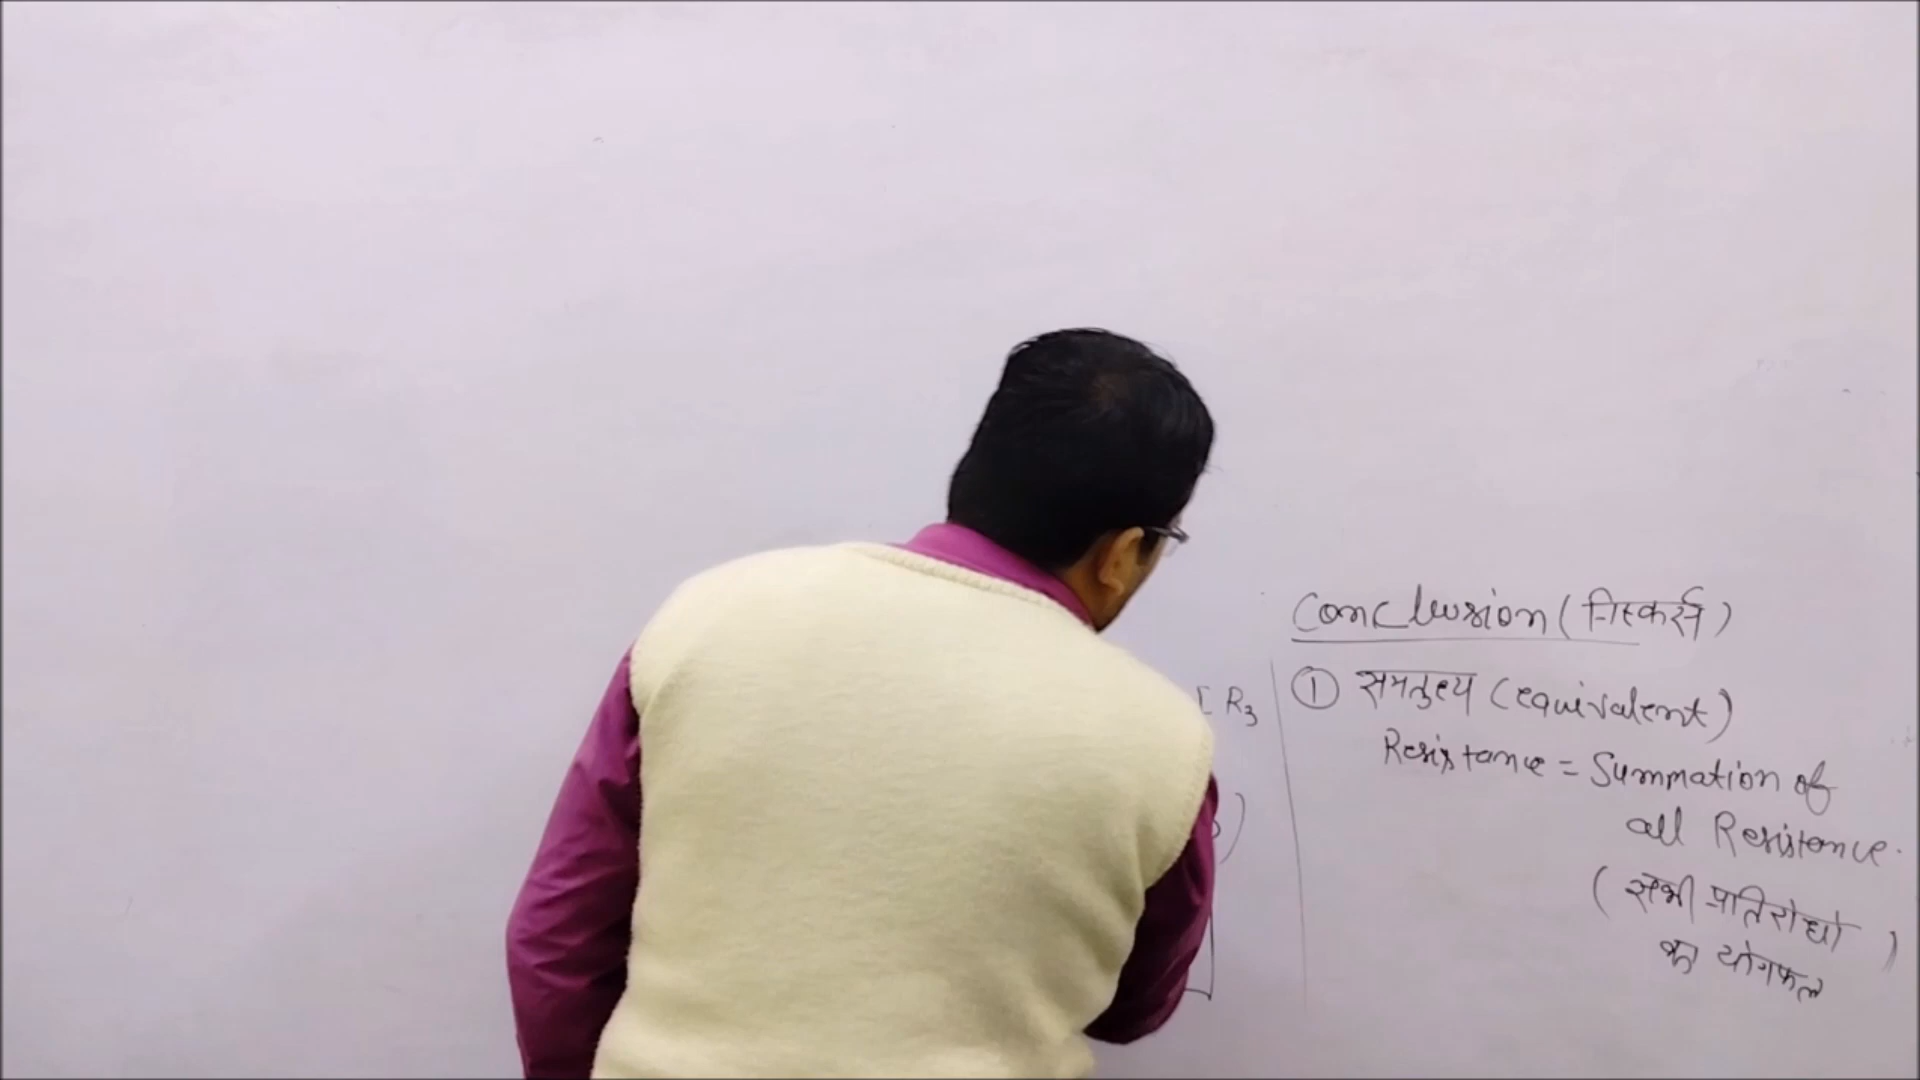 Conclusion (निस्कर्स)
I R3
① समतुल्य (equivalent)
Resistance = Summation of
)
all Resistance.
(सभी प्रतिरोधो
का योगफल)